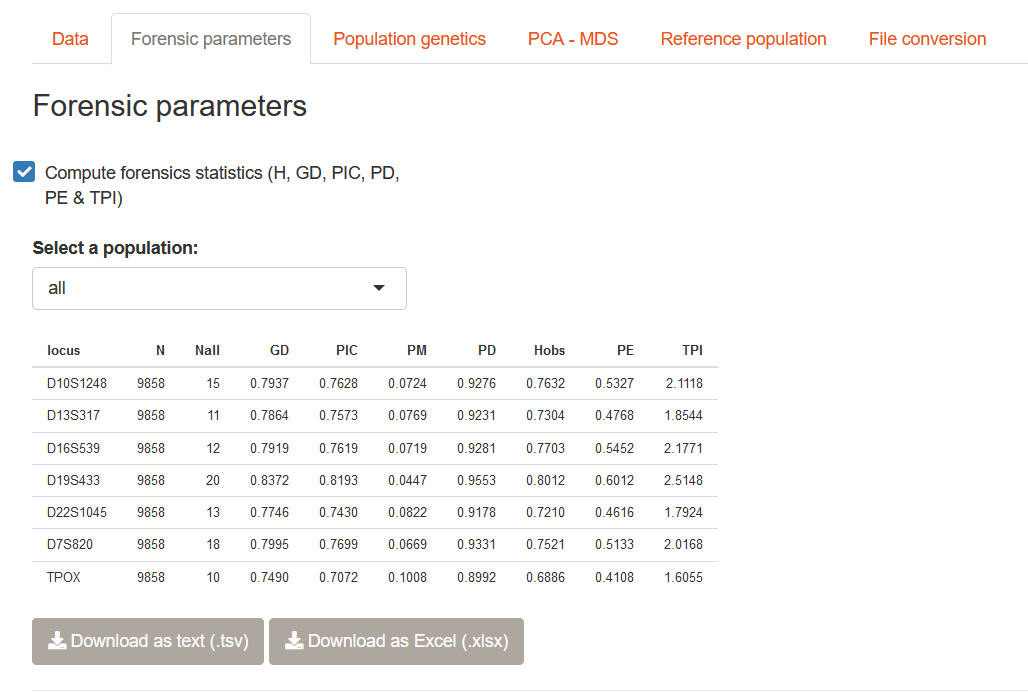 Data Forensic parameters Population genetics PCA - MDS Reference population File conversion
Forensic parameters
Compute forensics statistics (H, GD, PIC, PD,
PE & TPI)
Select a population:
all
locus N Nall GD PIC PM PD Hobs PE TPI
D10S1248 9858 15 0.7937 0.7628 0.0724 0.9276 0.7632 0.5327 2.1118
D13S317 9858 11 0.7864 0.7573 0.0769 0.9231 0.7304 0.4768 1.8544
D16S539 9858 12 0.7919 0.7619 0.0719 0.9281 0.7703 0.5452 2.1771
D19S433 9858 20 0.8372 0.8193 0.0447 0.9553 0.8012 0.6012 2.5148
D22S1045 9858 13 0.7746 0.7430 0.0822 0.9178 0.7210 0.4616 1.7924
D7S820 9858 18 0.7995 0.7699 0.0669 0.9331 0.7521 0.5133 2.0168
TPOX 9858 10 0.7490 0.7072 0.1008 0.8992 0.6886 0.4108 1.6055
Download as text (.tsv) Download as Excel (.xlsx)